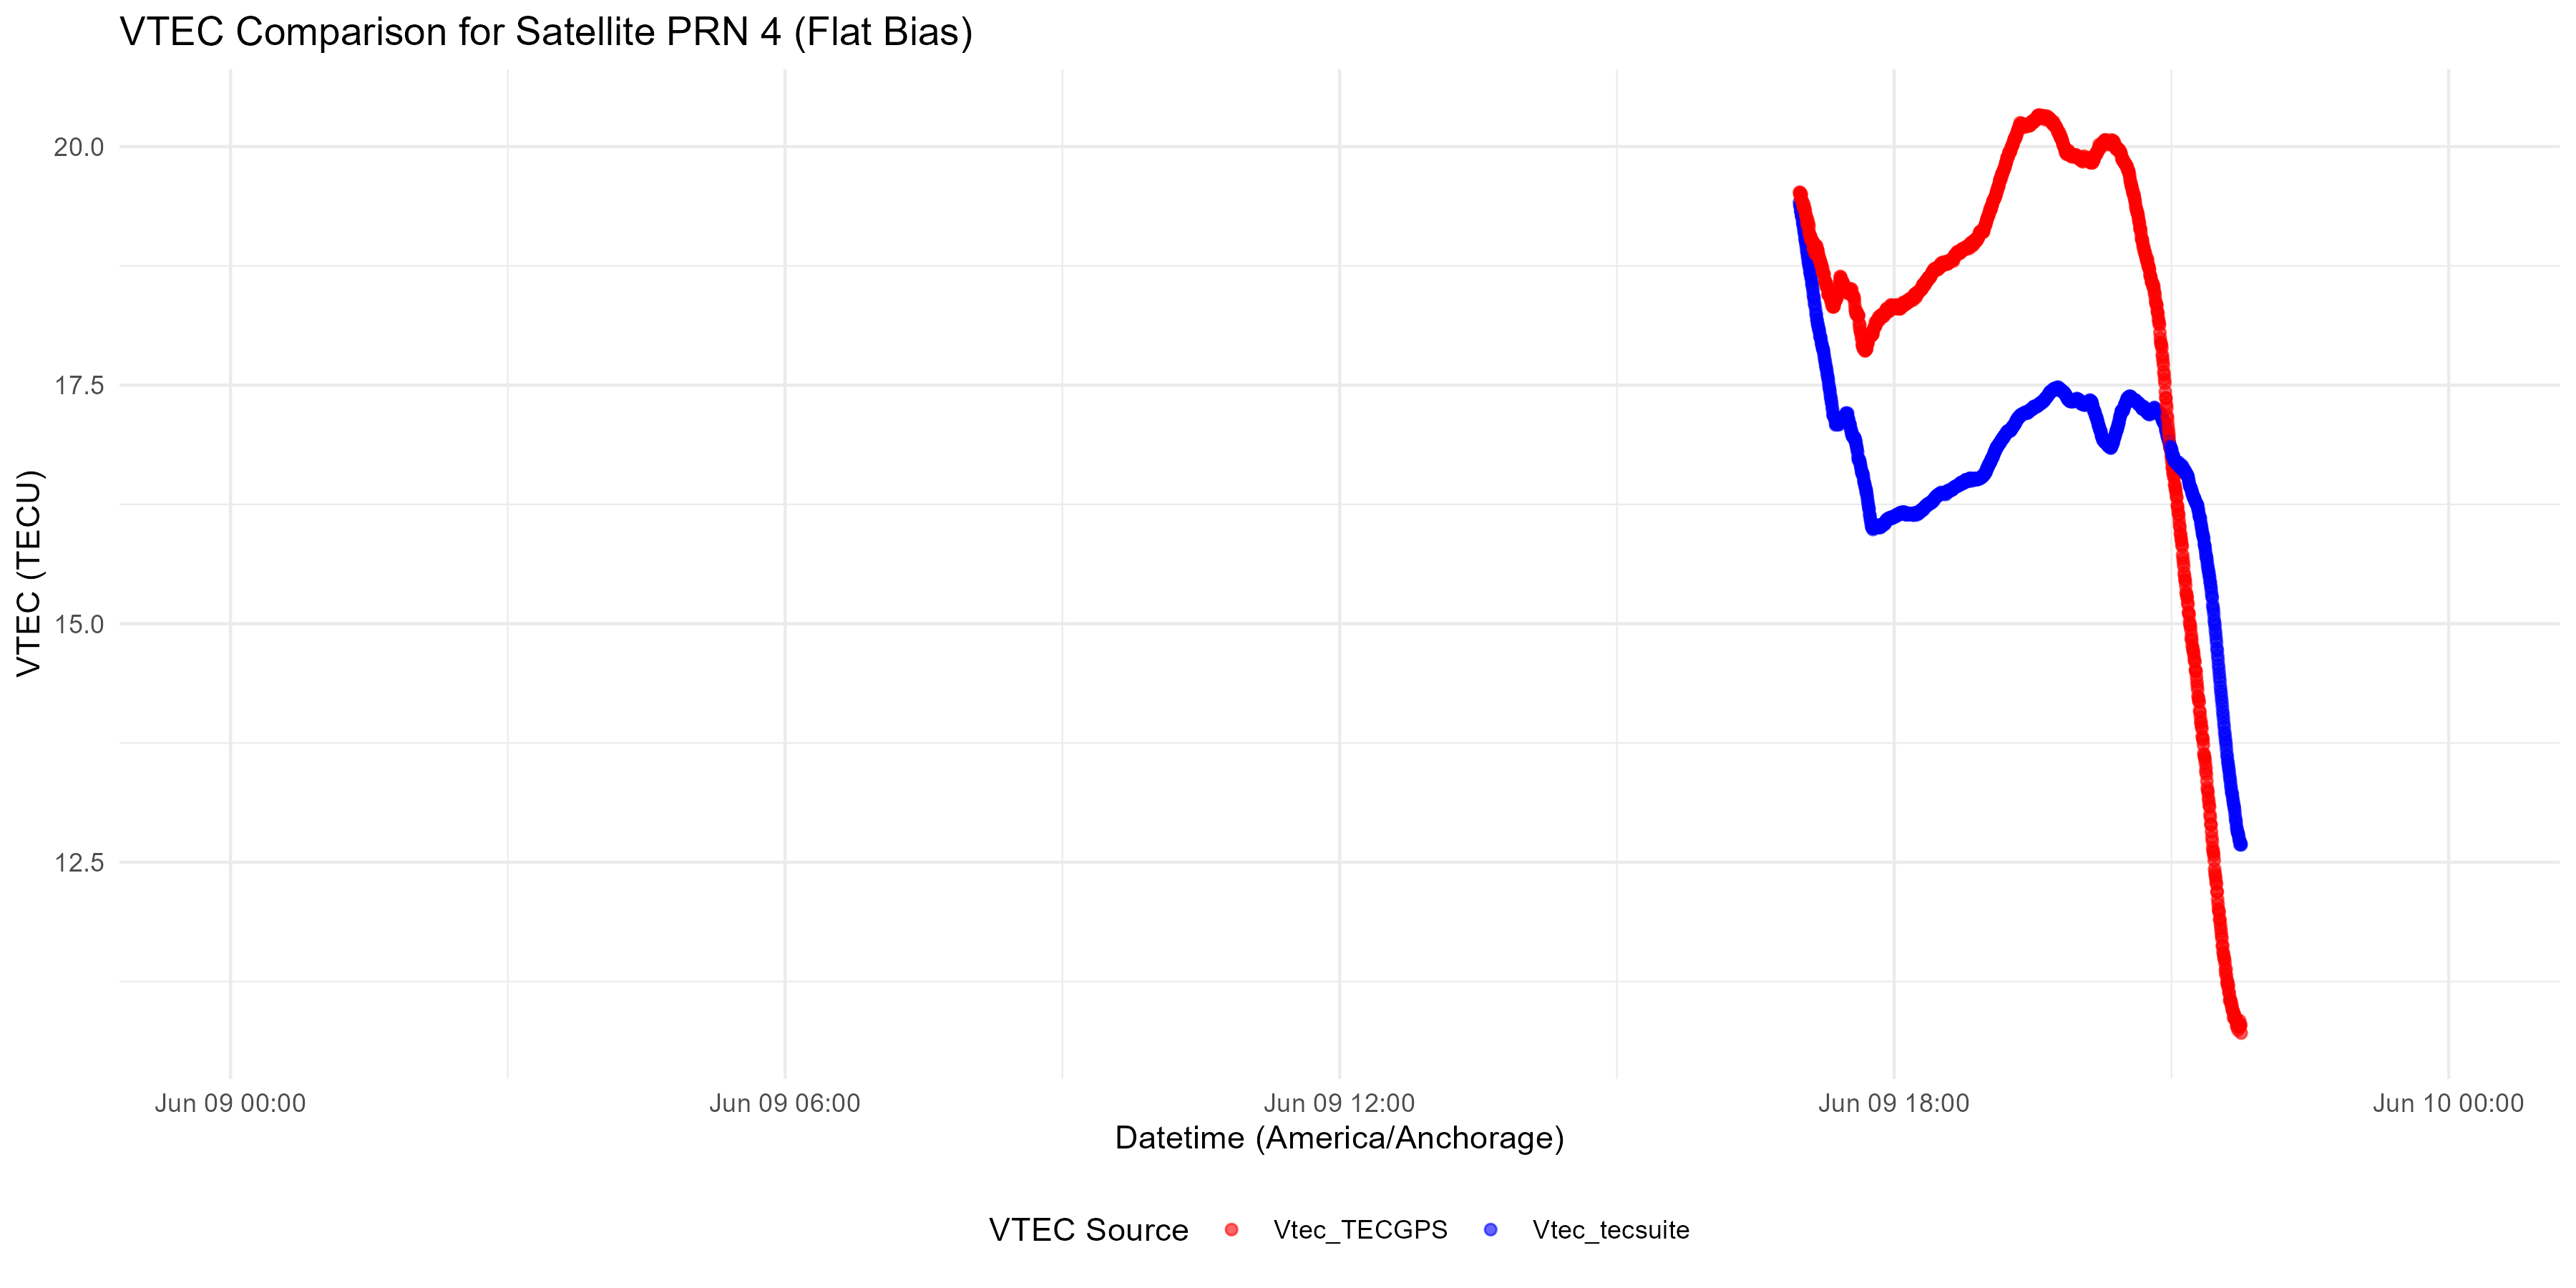 VTEC Comparison for Satellite PRN 4 (Flat Bias)
VTEC (TECU)
20.0
17.5
15.0
12.5
Jun 09 00:00
Jun 09 06:00
Jun 09 12:00
Jun 09 18:00
Jun 10 00:00
Datetime (America/Anchorage)
VTEC Source
Vtec_TECGPS
Vtec_tecsuite